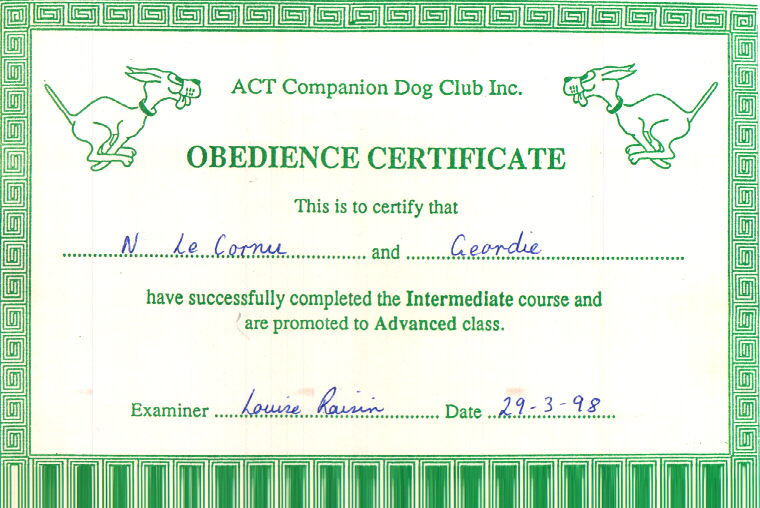 ACT Companion Dog Club Inc.
OBEDIENCE CERTIFICATE
This is to certify that
N Le Cornu and Geordie
have successfully completed the Intermediate course and
are promoted to Advanced class.
Examiner Louise Raisin Date 29-3-98